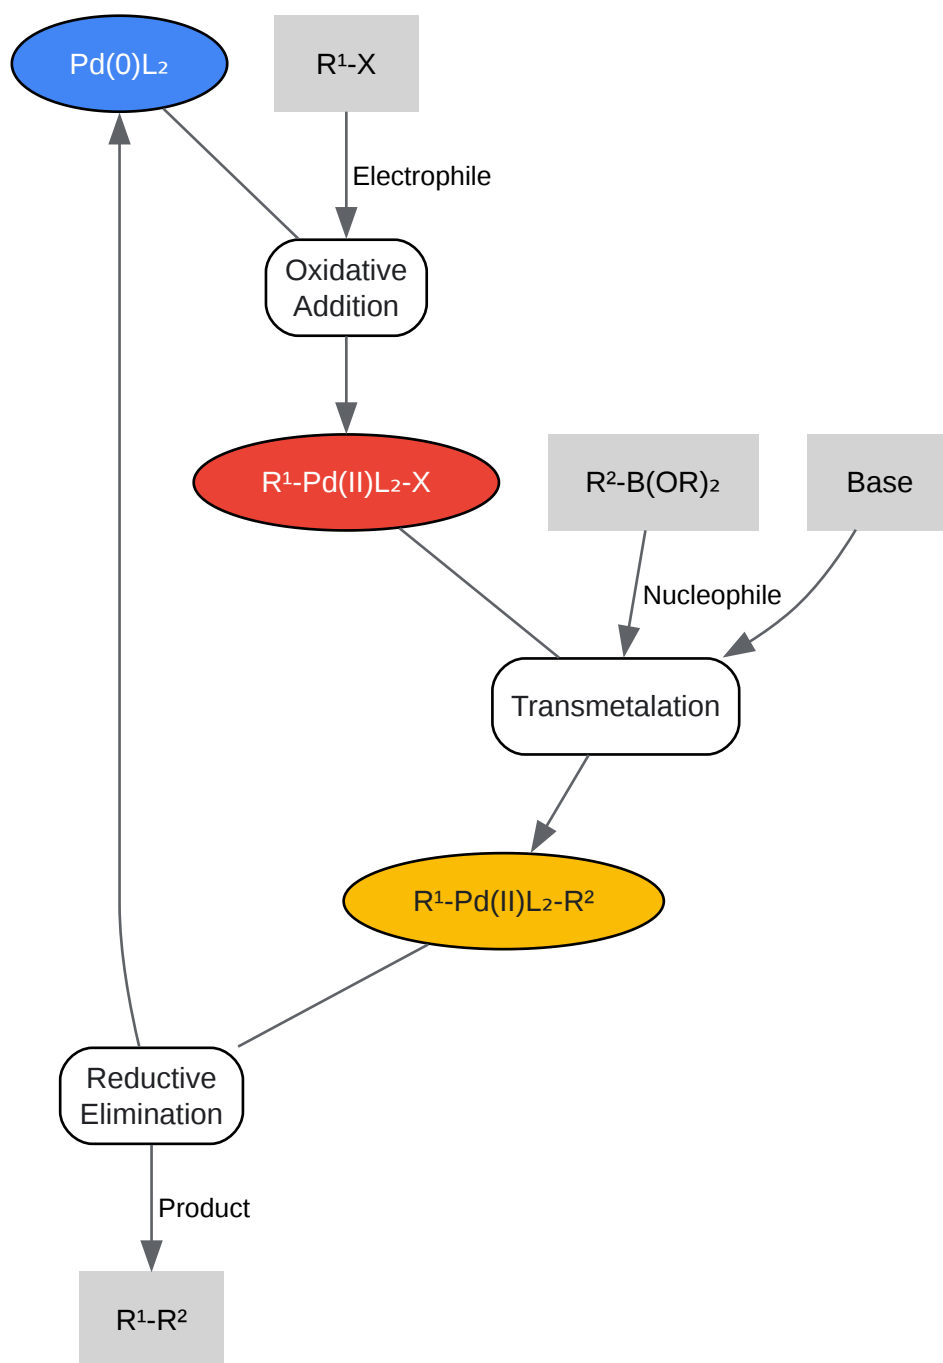 Pd(0)L₂
R¹-X
Electrophile
Oxidative
Addition
R¹-Pd(II)L₂-X
R²-B(OR)₂
Base
Nucleophile
Transmetalation
R¹-Pd(II)L₂-R²
Reductive
Elimination
Product
R¹-R²